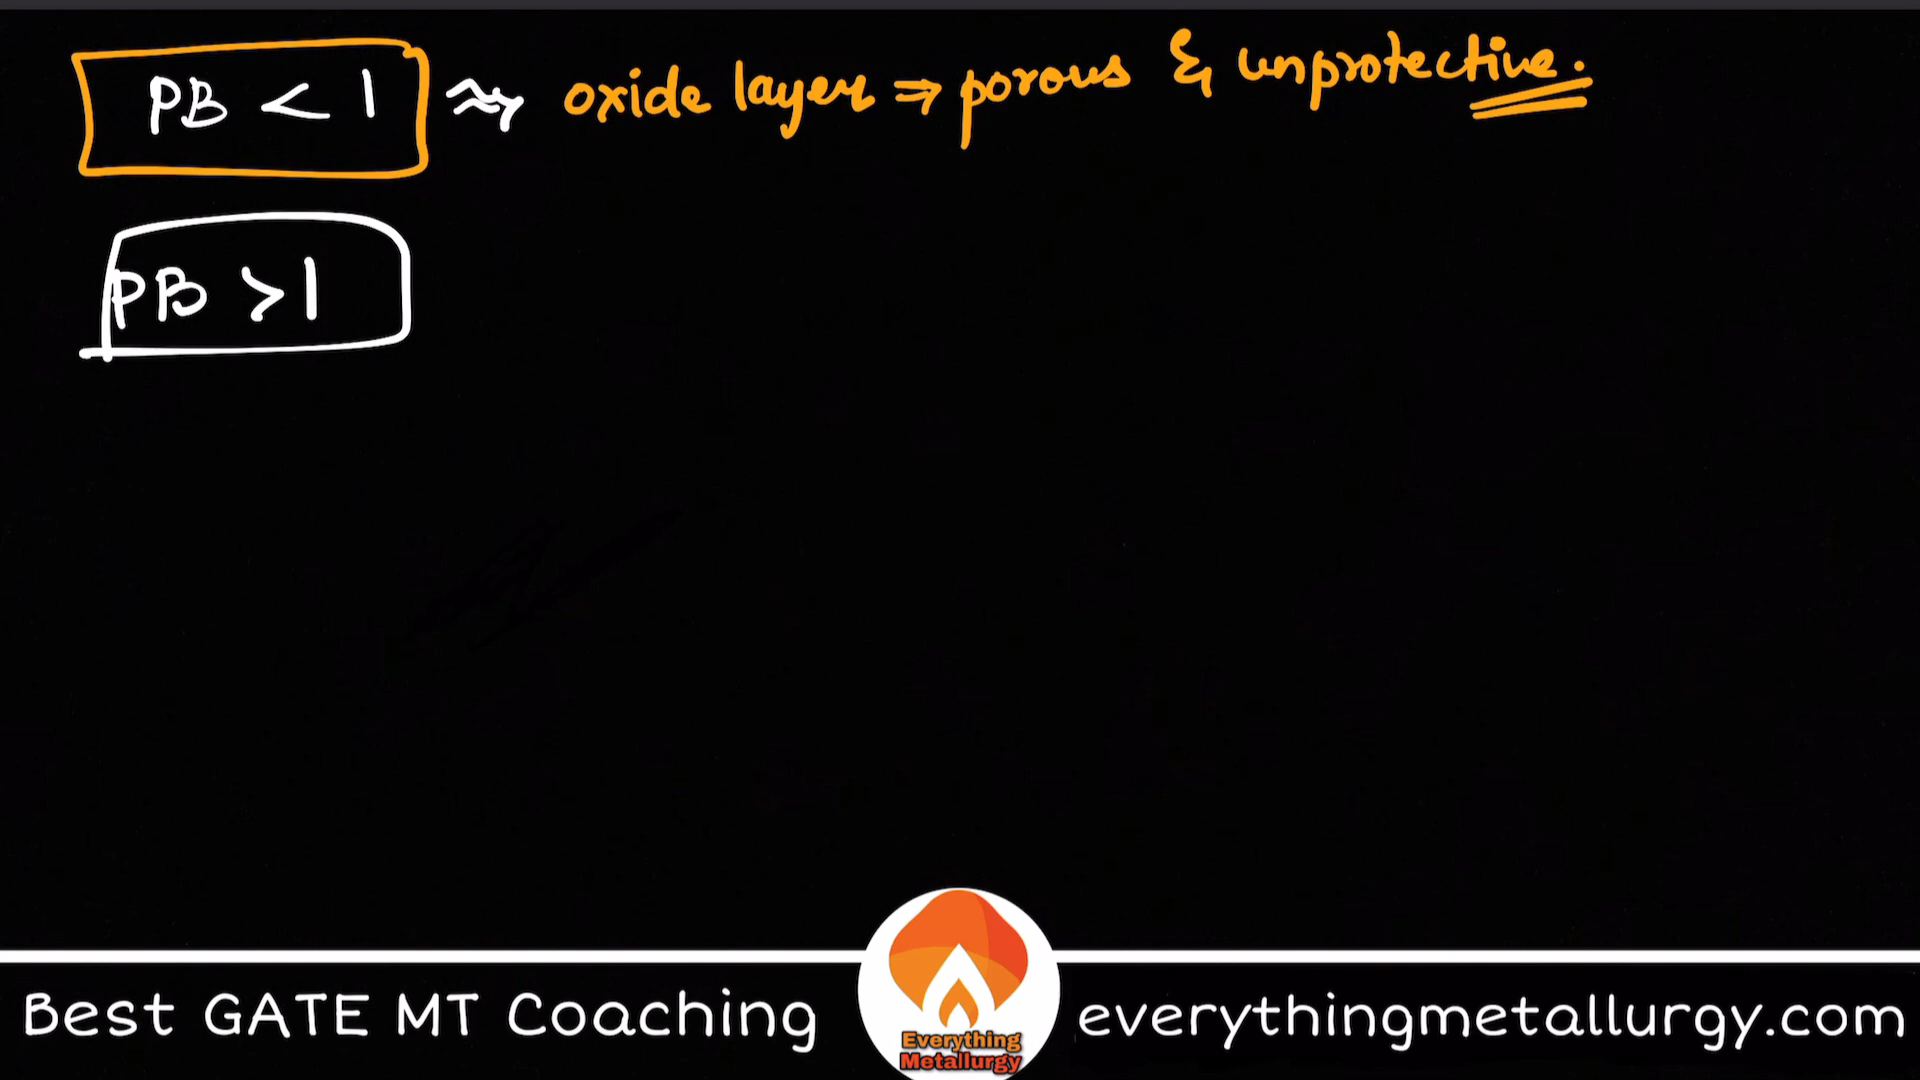 PB < 1 ⇝ oxide layer ⇒ porous & unprotective.
PB > 1
Best GATE MT Coaching
Everything
Metallurgy
everythingmetallurgy.com